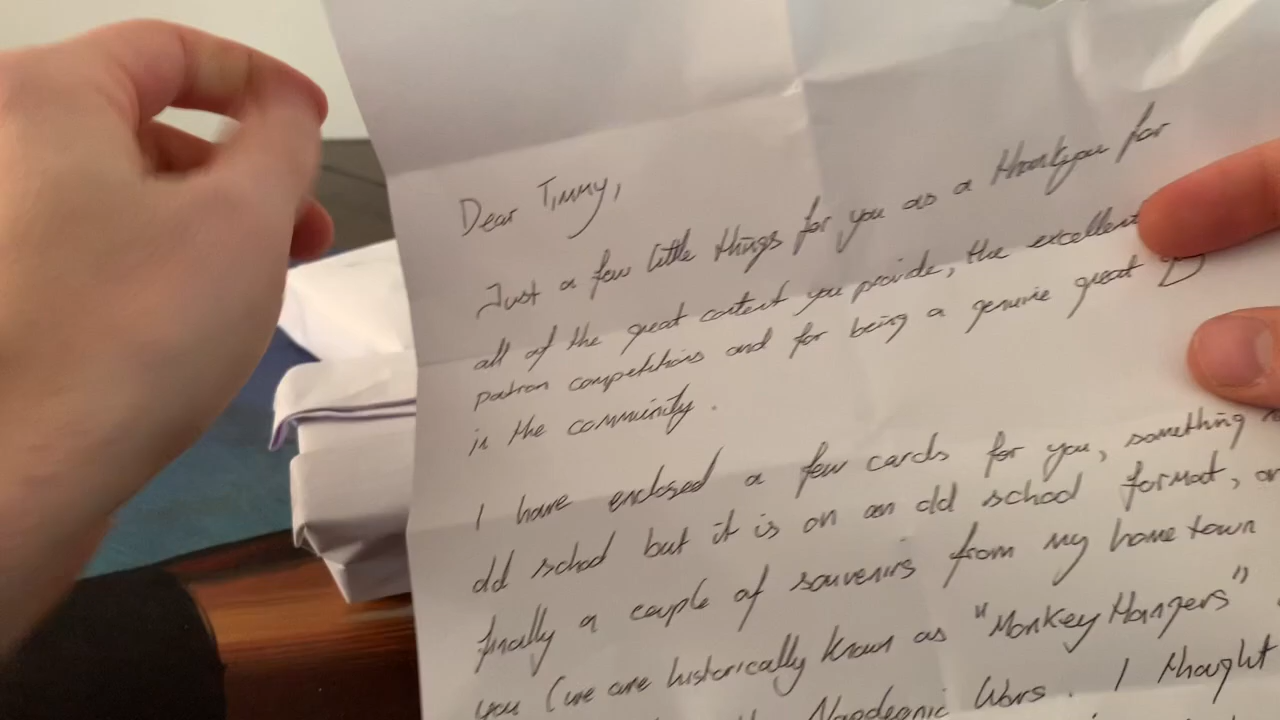 Dear Timmy,
Just a few little things for you as a thankyou for
all of the great content you provide, the excellent
patron competitions and for being a genuine great
in the community.
I have enclosed a few cards for you, something
old school but it is on an old school format,
finally a couple of souvenirs from my hometown
you (we are historically known as "Monkey Hangers"
Napoleonic Wars. I thought